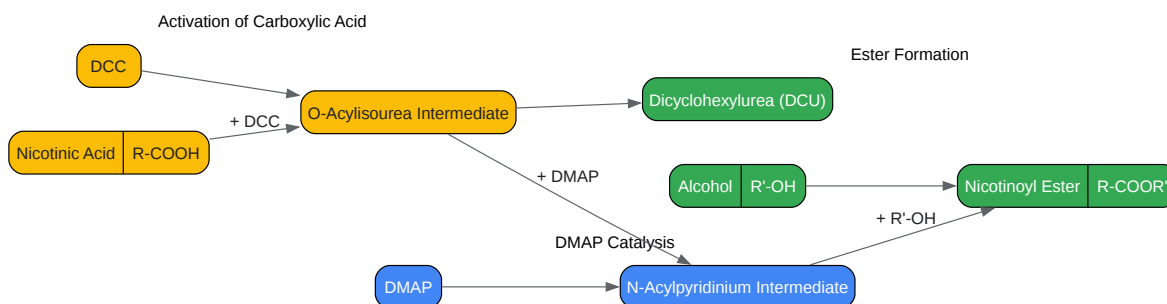 Activation of Carboxylic Acid
Ester Formation
DCC
Dicyclohexylurea (DCU)
O-Acylisourea Intermediate
+ DCC
Nicotinic Acid R-COOH
+ DMAP
Alcohol R'-OH
Nicotinoyl Ester R-COOR'
+ R'-OH
DMAP Catalysis
DMAP
N-Acylpyridinium Intermediate